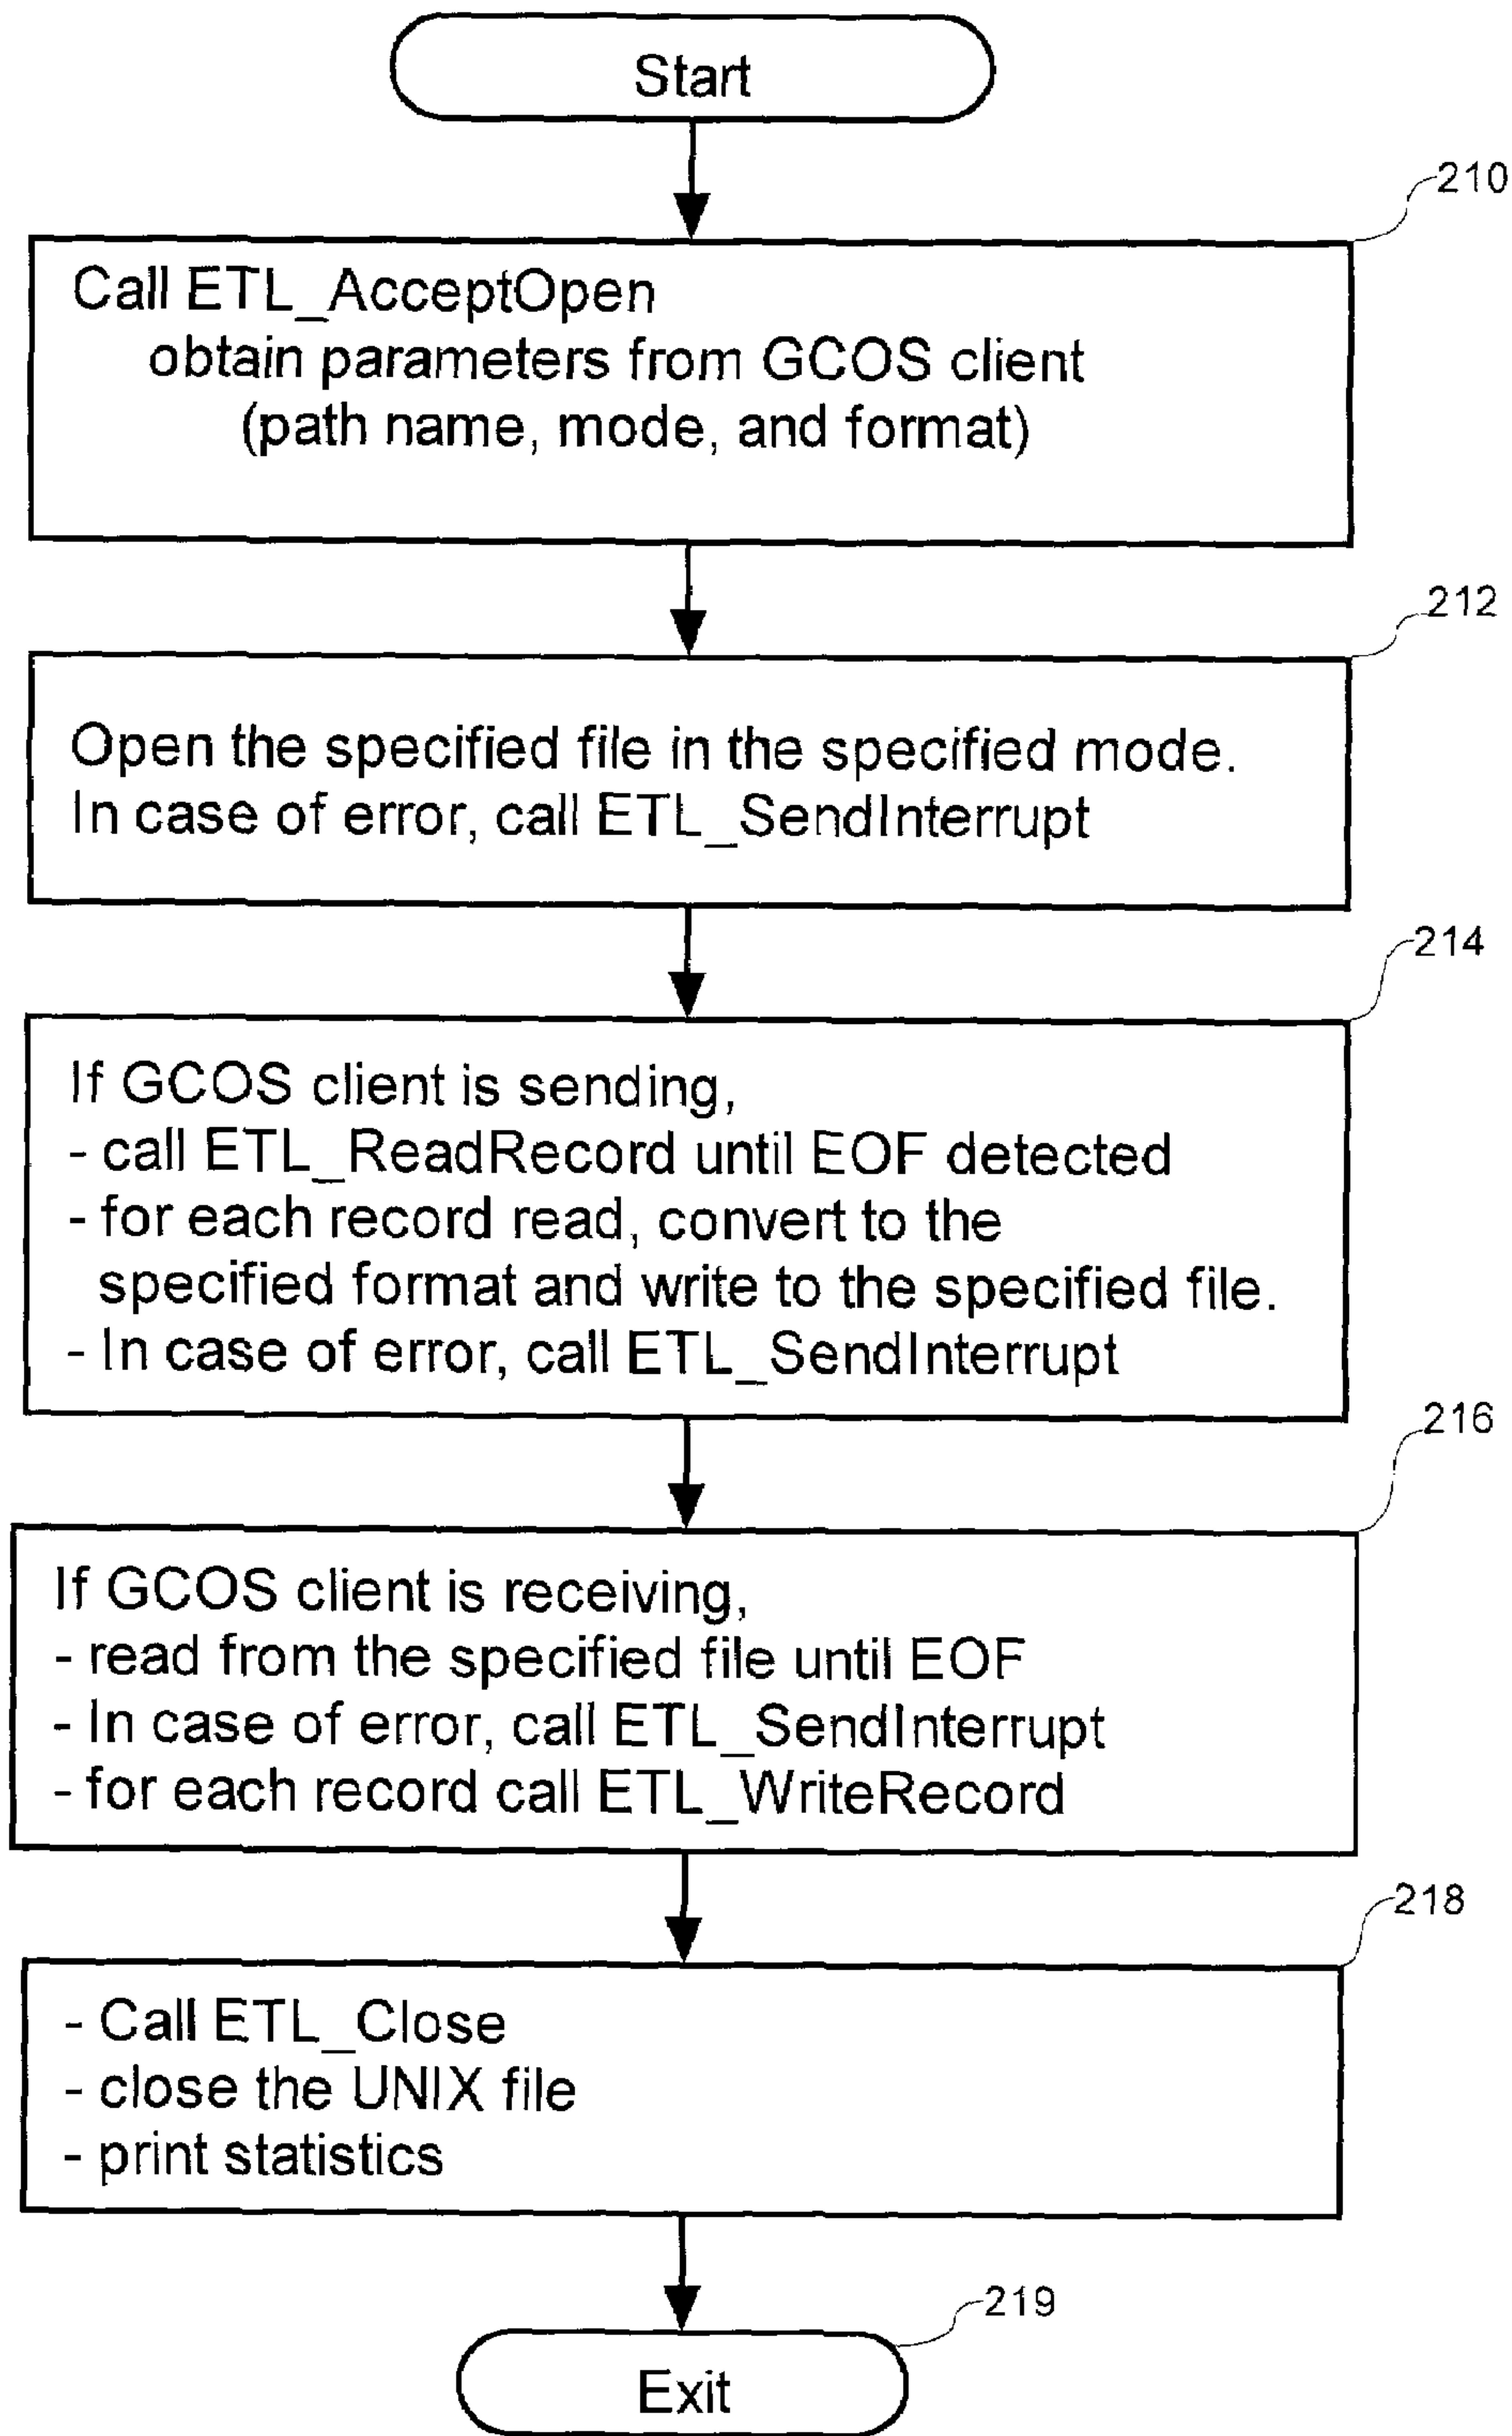 Start
210
Call ETL_AcceptOpen
obtain parameters from GCOS client
(path name, mode, and format)
212
Open the specified file in the specified mode.
In case of error, call ETL_SendInterrupt
214
If GCOS client is sending,
- call ETL_ReadRecord until EOF detected
- for each record read, convert to the
specified format and write to the specified file.
- In case of error, call ETL_SendInterrupt
216
If GCOS client is receiving,
- read from the specified file until EOF
- In case of error, call ETL_SendInterrupt
- for each record call ETL_WriteRecord
218
- Call ETL_Close
- close the UNIX file
- print statistics
219
Exit